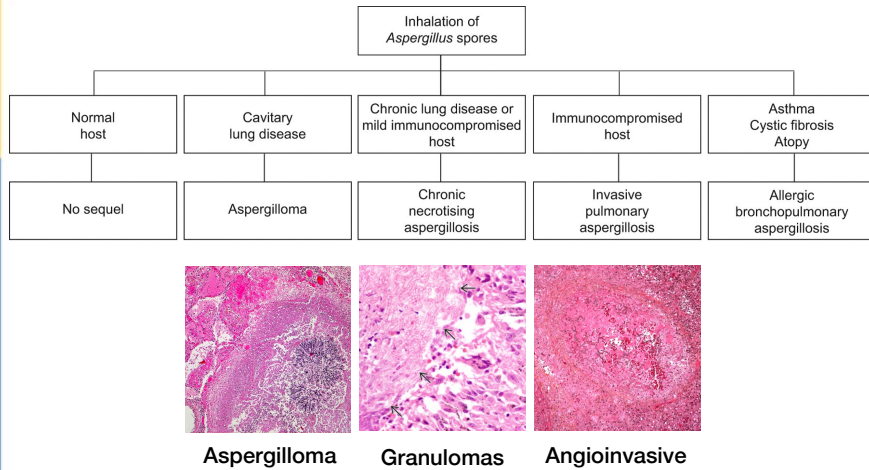 Inhalation of
Aspergillus spores
Normal
host
Cavitary
lung disease
Chronic lung disease or
mild immunocompromised
host
Immunocompromised
host
Asthma
Cystic fibrosis
Atopy
No sequel
Aspergilloma
Chronic
necrotising
aspergillosis
Invasive
pulmonary
aspergillosis
Allergic
bronchopulmonary
aspergillosis
Aspergilloma
Granulomas
Angioinvasive